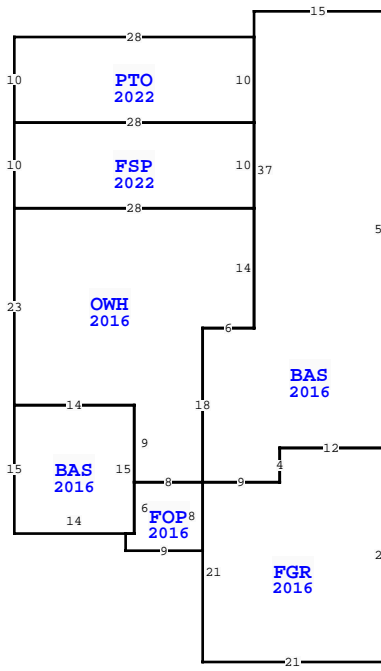 15
28
10 PTO 10
2022
28
10 FSP 10 37
2022
28
5
14
23 OWH
2016
6
BAS
2016
14 18
9 12
15 BAS 15 4
2016 8 9
6 FOP 8
14 2016
9 2
21 FGR
2016
21